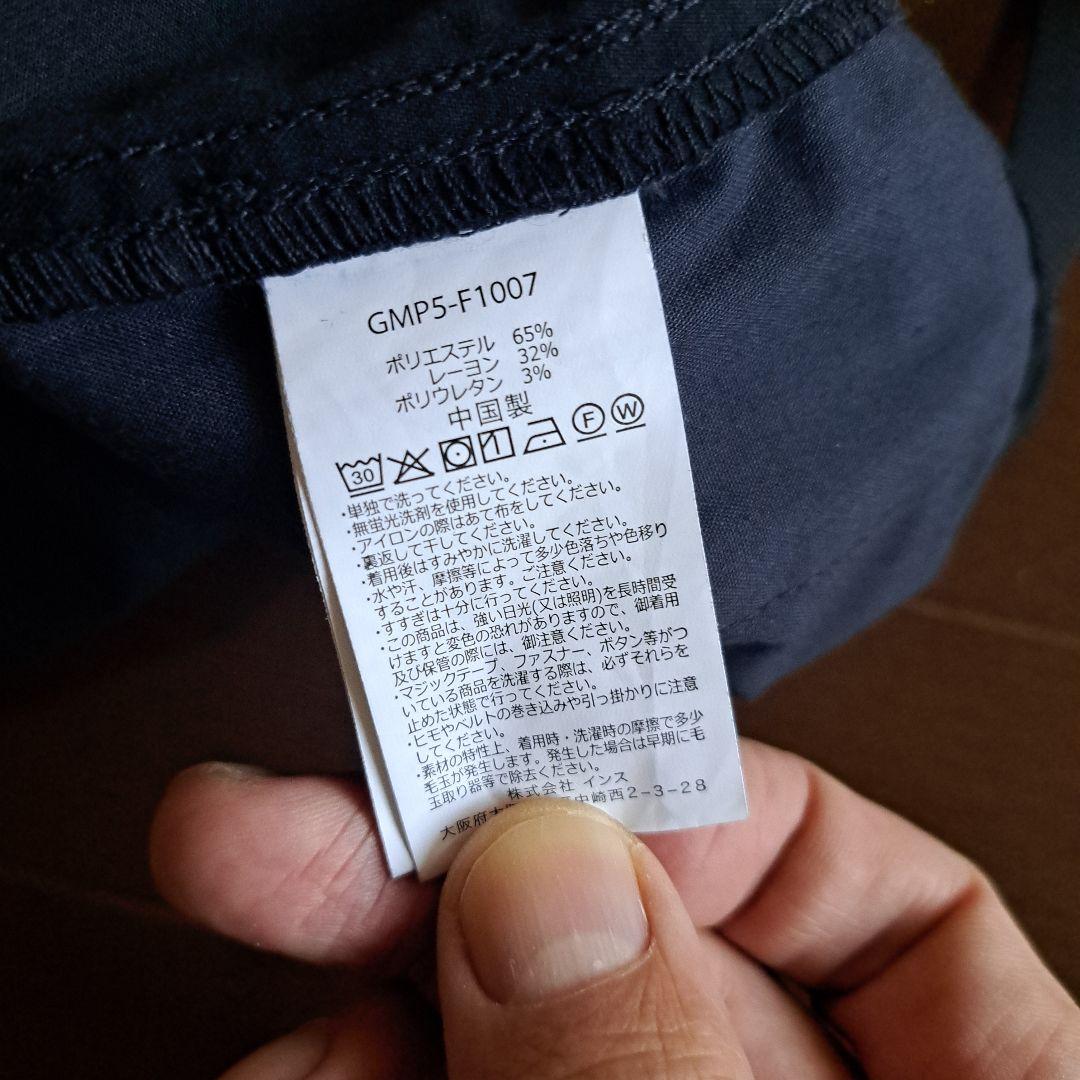 GMP5-F1007
ポリエステル 65%
レーヨン 32%
ポリウレタン 3%
中国製
30 F W
・単独で洗ってください。
・無蛍光洗剤を使用してください。
・アイロンの際はあて布をしてください。
・裏返して干してください。
・着用後はすみやかに洗濯してください。
・水や汗、摩擦等によって多少色落ちや色移り
することがあります。ご注意ください。
・すすぎは十分に行ってください。
・この商品は、強い日光(又は照明)を長時間受
けますと変色の恐れがありますので、御着用
及び保管の際には、御注意ください。
・マジックテープ、ファスナー、ボタン等がつ
いている商品を洗濯する際は、必ずそれらを
止めた状態で行ってください。
・ヒモやベルトの巻き込みや引っ掛かりに注意
してください。
・素材の特性上、着用時・洗濯時の摩擦で多少
毛玉が発生します。発生した場合は早期に毛
玉取り器等で除去ください。
株式会社 インス
大阪府大 中崎西2-3-28